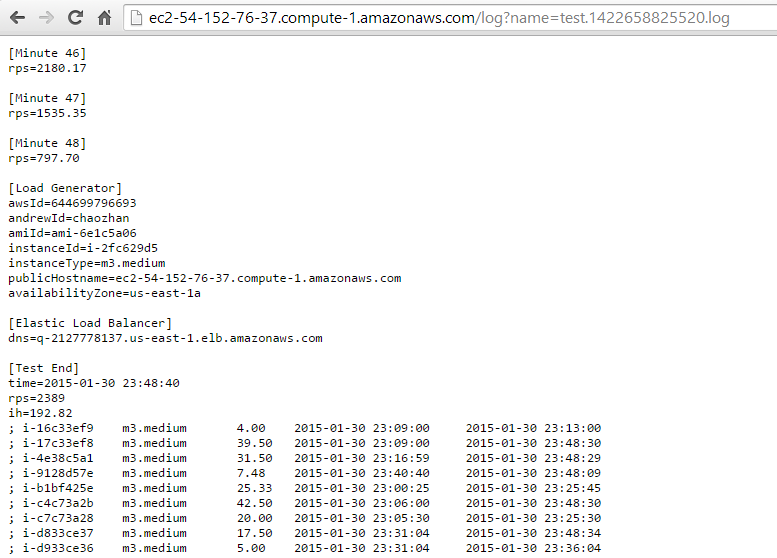 ec2-54-152-76-37.compute-1.amazonaws.com/log?name=test.1422658825520.log
[Minute 46]
rps=2180.17
[Minute 47]
rps=1535.35
[Minute 48]
rps=797.70
[Load Generator]
awsId=644699796693
andrewId=chaozhan
amiId=ami-6e1c5a06
instanceId=i-2fc629d5
instanceType=m3.medium
publicHostname=ec2-54-152-76-37.compute-1.amazonaws.com
availabilityZone=us-east-1a
[Elastic Load Balancer]
dns=q-2127778137.us-east-1.elb.amazonaws.com
[Test End]
time=2015-01-30 23:48:40
rps=2389
ih=192.82
; i-16c33ef9 m3.medium 4.00 2015-01-30 23:09:00 2015-01-30 23:13:00
; i-17c33ef8 m3.medium 39.50 2015-01-30 23:09:00 2015-01-30 23:48:30
; i-4e38c5a1 m3.medium 31.50 2015-01-30 23:16:59 2015-01-30 23:48:29
; i-9128d57e m3.medium 7.48 2015-01-30 23:40:40 2015-01-30 23:48:09
; i-b1bf425e m3.medium 25.33 2015-01-30 23:00:25 2015-01-30 23:25:45
; i-c4c73a2b m3.medium 42.50 2015-01-30 23:06:00 2015-01-30 23:48:30
; i-c7c73a28 m3.medium 20.00 2015-01-30 23:05:30 2015-01-30 23:25:30
; i-d833ce37 m3.medium 17.50 2015-01-30 23:31:04 2015-01-30 23:48:34
; i-d933ce36 m3.medium 5.00 2015-01-30 23:31:04 2015-01-30 23:36:04